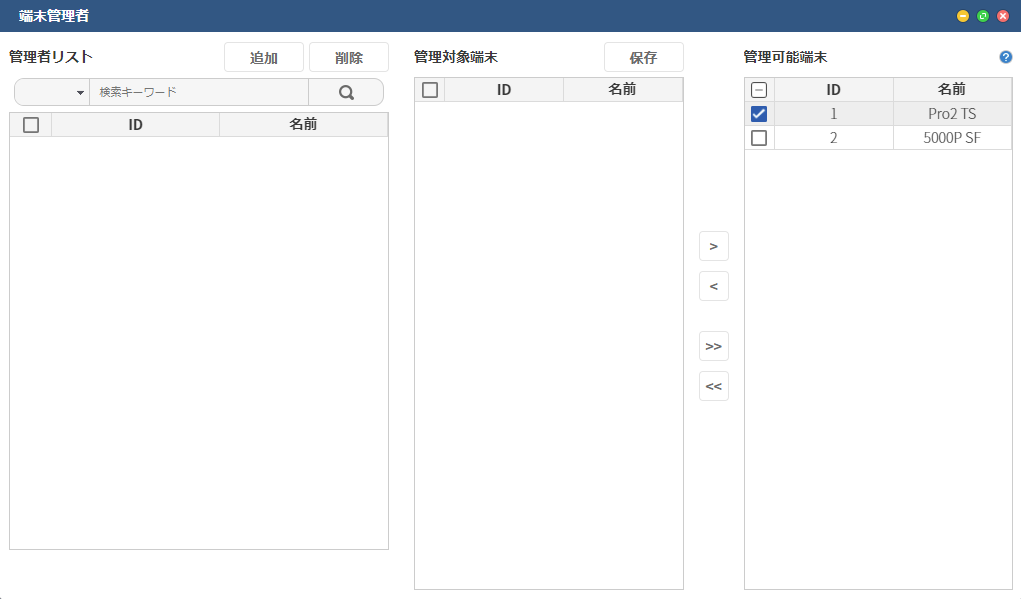 端末管理者
管理者リスト
追加
削除
検索キーワード
ID 名前
管理対象端末
保存
ID 名前
>
<
>>
<<
管理可能端末
?
ID 名前
1 Pro2 TS
2 5000P SF